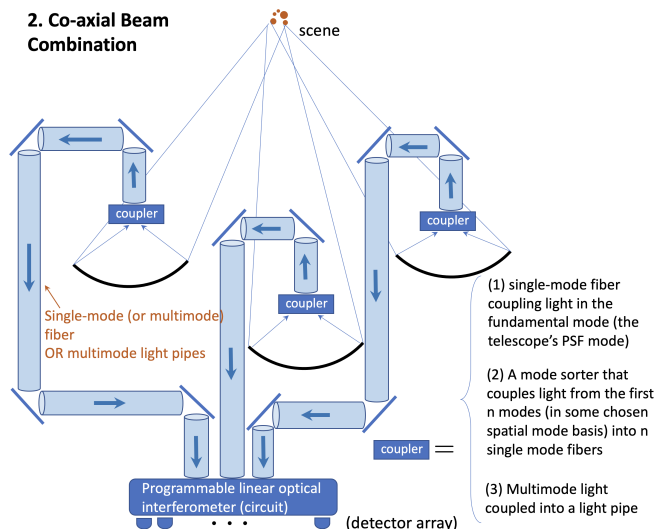 2. Co-axial Beam
Combination
scene
coupler
coupler
coupler
Single-mode (or multimode)
fiber
OR multimode light pipes
(1) single-mode fiber
coupling light in the
fundamental mode (the
telescope's PSF mode)
(2) A mode sorter that
couples light from the first
n modes (in some chosen
spatial mode basis) into n
single mode fibers
coupler =
(3) Multimode light
coupled into a light pipe
Programmable linear optical
interferometer (circuit)
• • •
(detector array)